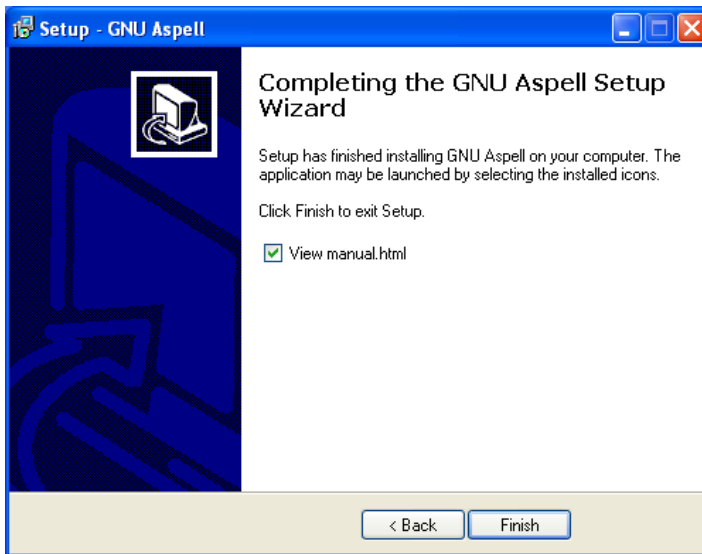 Setup - GNU Aspell
Completing the GNU Aspell Setup
Wizard
Setup has finished installing GNU Aspell on your computer. The
application may be launched by selecting the installed icons.
Click Finish to exit Setup.
View manual.html
< Back
Finish